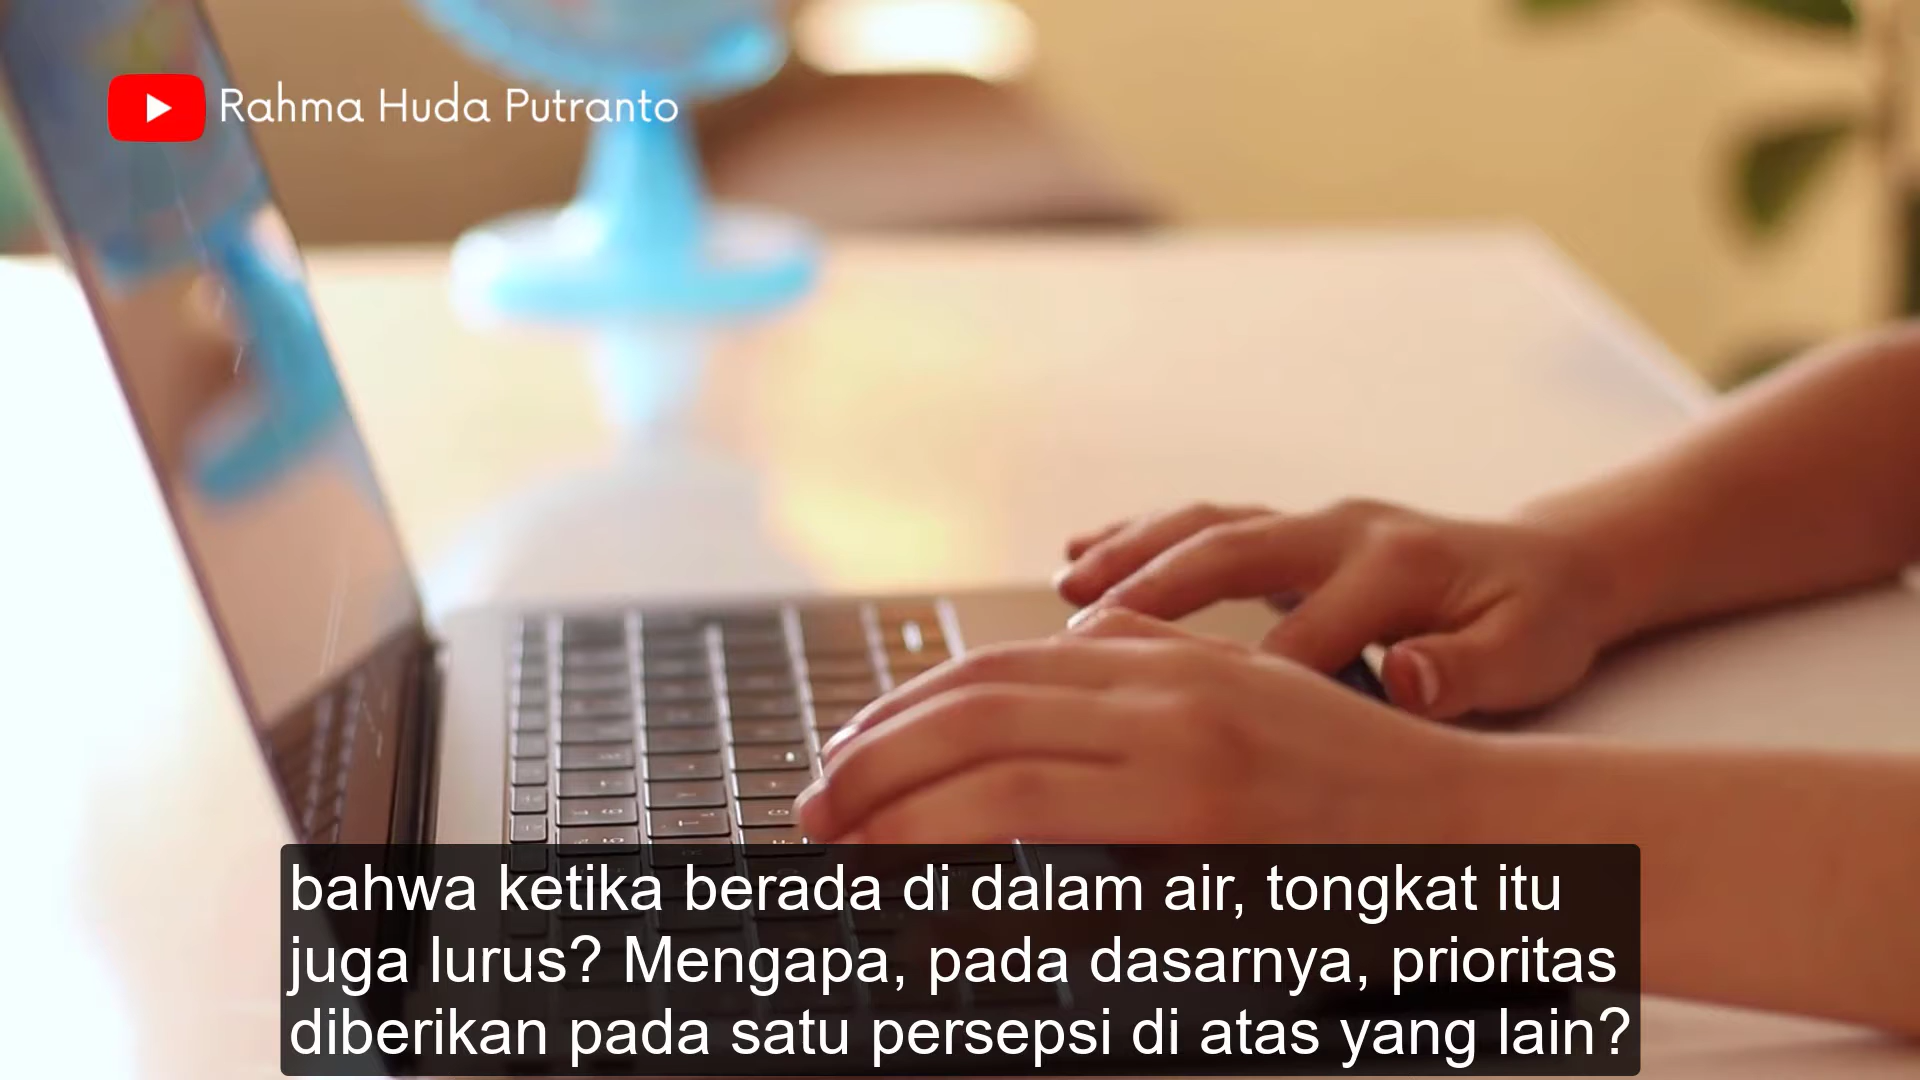 Rahma Huda Putranto
bahwa ketika berada di dalam air, tongkat itu
juga lurus? Mengapa, pada dasarnya, prioritas
diberikan pada satu persepsi di atas yang lain?